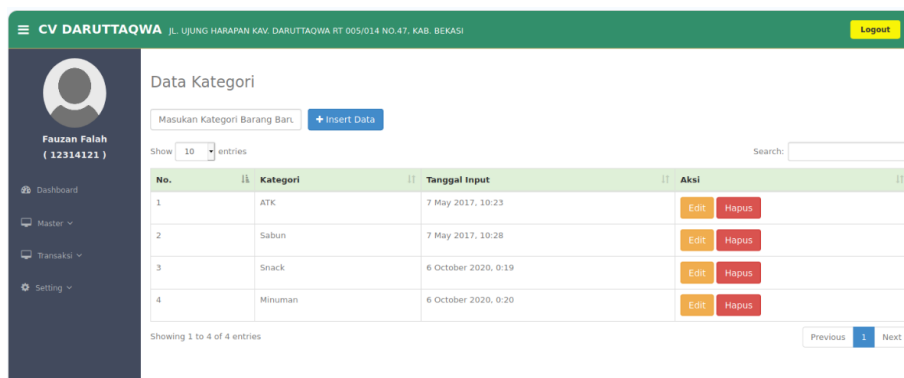 CV DARUTTAQWA JL. UJUNG HARAPAN KAV. DARUTTAQWA RT 005/014 NO.47, KAB. BEKASI Logout
Fauzan Falah
( 12314121 )
Dashboard
Master
Transaksi
Setting
Data Kategori
Masukan Kategori Barang Baru + Insert Data
Show 10 entries Search:
No. Kategori Tanggal Input Aksi
1 ATK 7 May 2017, 10:23 Edit Hapus
2 Sabun 7 May 2017, 10:28 Edit Hapus
3 Snack 6 October 2020, 0:19 Edit Hapus
4 Minuman 6 October 2020, 0:20 Edit Hapus
Showing 1 to 4 of 4 entries Previous 1 Next